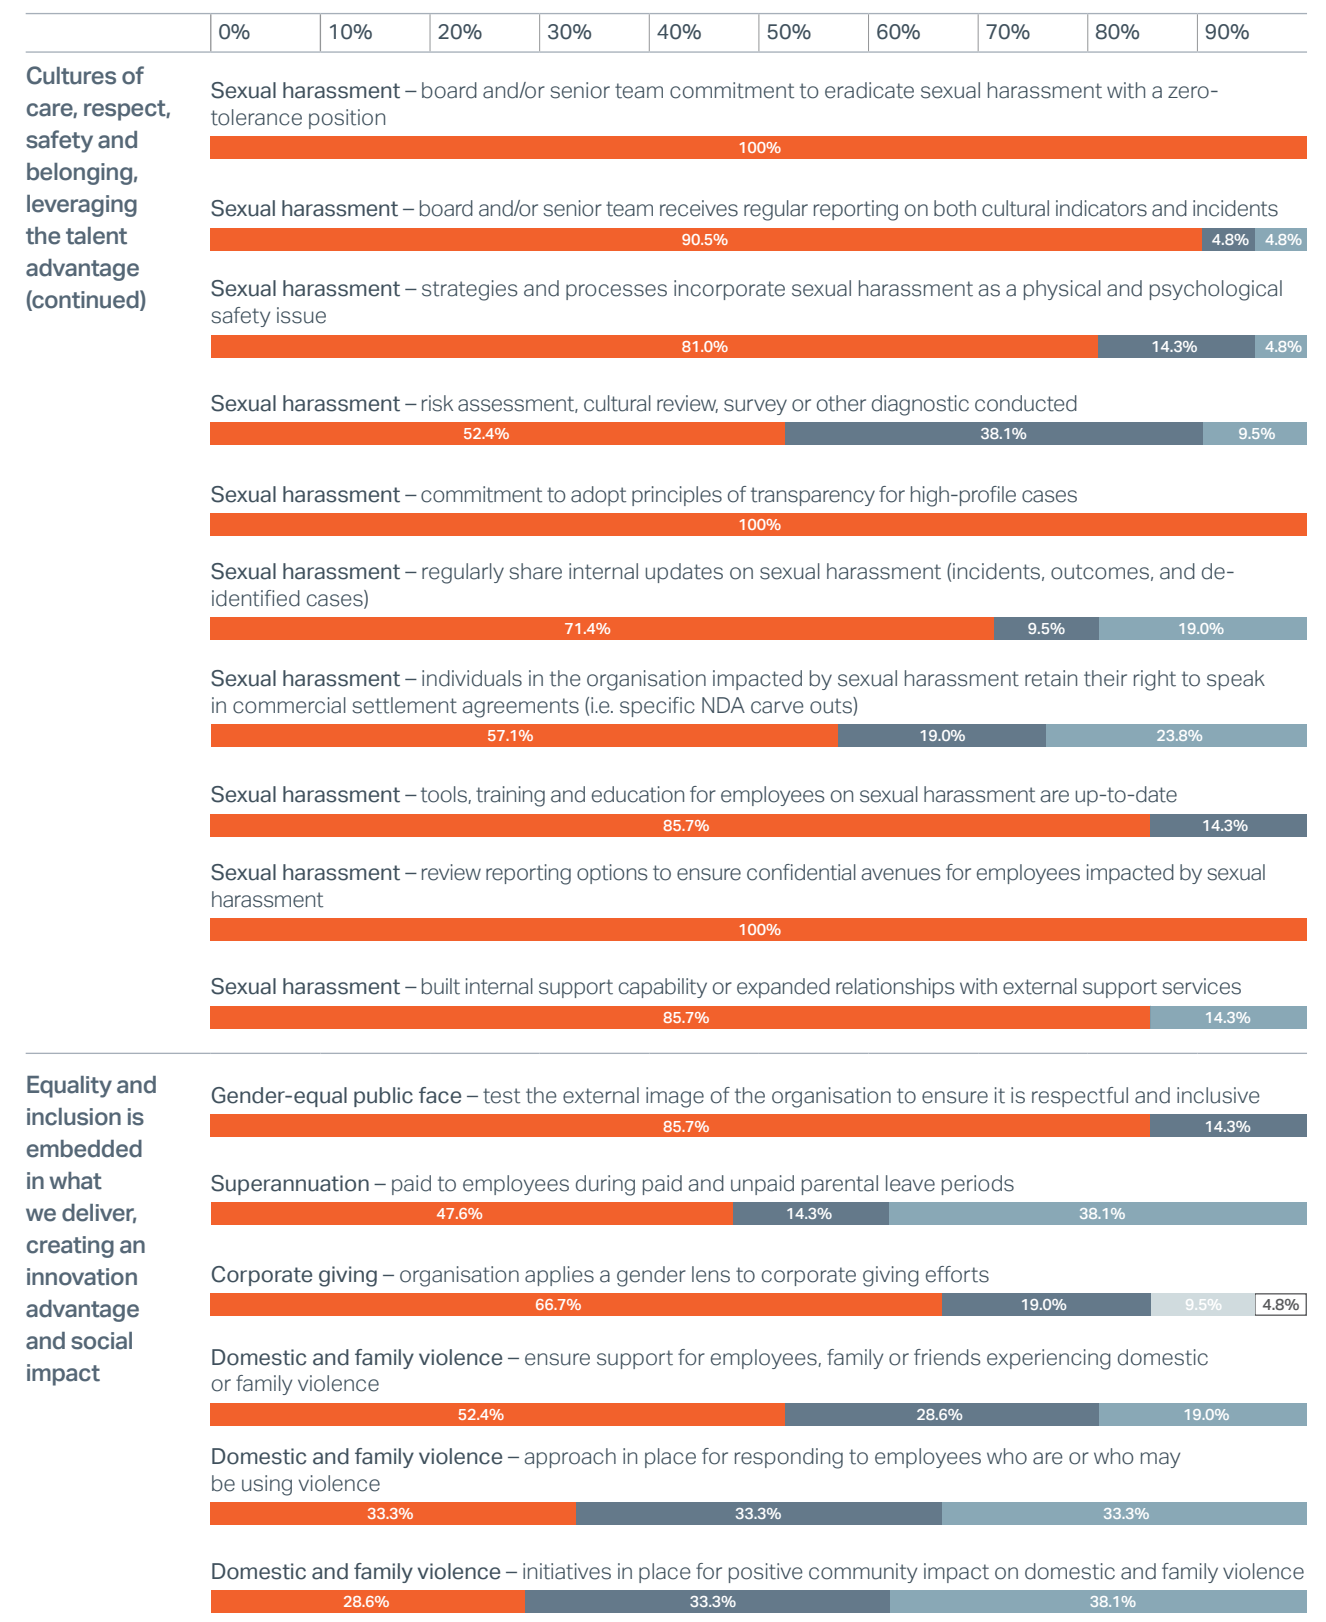 0% 10% 20% 30% 40% 50% 60% 70% 80% 90%
Cultures of
care, respect,
safety and
belonging,
leveraging
the talent
advantage
(continued)
Sexual harassment – board and/or senior team commitment to eradicate sexual harassment with a zero-
tolerance position
100%
Sexual harassment – board and/or senior team receives regular reporting on both cultural indicators and incidents
90.5% 4.8% 4.8%
Sexual harassment – strategies and processes incorporate sexual harassment as a physical and psychological
safety issue
81.0% 14.3% 4.8%
Sexual harassment – risk assessment, cultural review, survey or other diagnostic conducted
52.4% 38.1% 9.5%
Sexual harassment – commitment to adopt principles of transparency for high-profile cases
100%
Sexual harassment – regularly share internal updates on sexual harassment (incidents, outcomes, and de-
identified cases)
71.4% 9.5% 19.0%
Sexual harassment – individuals in the organisation impacted by sexual harassment retain their right to speak
in commercial settlement agreements (i.e. specific NDA carve outs)
57.1% 19.0% 23.8%
Sexual harassment – tools, training and education for employees on sexual harassment are up-to-date
85.7% 14.3%
Sexual harassment – review reporting options to ensure confidential avenues for employees impacted by sexual
harassment
100%
Sexual harassment – built internal support capability or expanded relationships with external support services
85.7% 14.3%
Equality and
inclusion is
embedded
in what
we deliver,
creating an
innovation
advantage
and social
impact
Gender-equal public face – test the external image of the organisation to ensure it is respectful and inclusive
85.7% 14.3%
Superannuation – paid to employees during paid and unpaid parental leave periods
47.6% 14.3% 38.1%
Corporate giving – organisation applies a gender lens to corporate giving efforts
66.7% 19.0% 9.5% 4.8%
Domestic and family violence – ensure support for employees, family or friends experiencing domestic
or family violence
52.4% 28.6% 19.0%
Domestic and family violence – approach in place for responding to employees who are or who may
be using violence
33.3% 33.3% 33.3%
Domestic and family violence – initiatives in place for positive community impact on domestic and family violence
28.6% 33.3% 38.1%